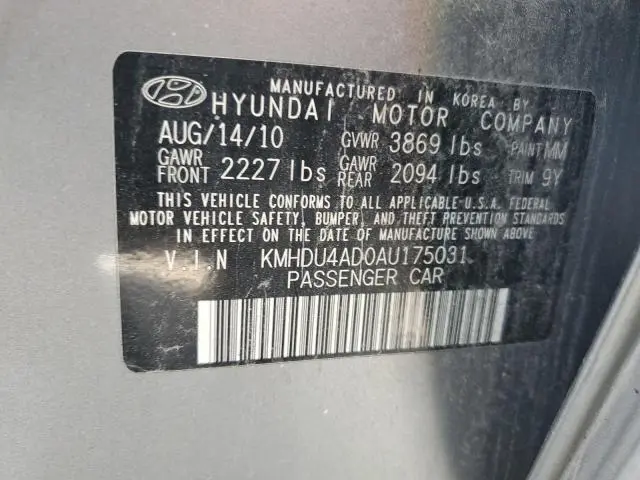 MANUFACTURED IN KOREA BY
HYUNDAI MOTOR COMPANY
AUG/14/10 GVWR 3869 lbs PAINT MM
GAWR FRONT 2227 lbs GAWR REAR 2094 lbs TRIM 9Y
THIS VEHICLE CONFORMS TO ALL APPLICABLE-U.S.A. FEDERAL
MOTOR VEHICLE SAFETY, BUMPER, AND THEFT PREVENTION STANDARDS
IN EFFECT ON THE DATE OF MANUFACTURE SHOWN ABOVE.
V.I.N KMHDU4AD0AU175031
PASSENGER CAR